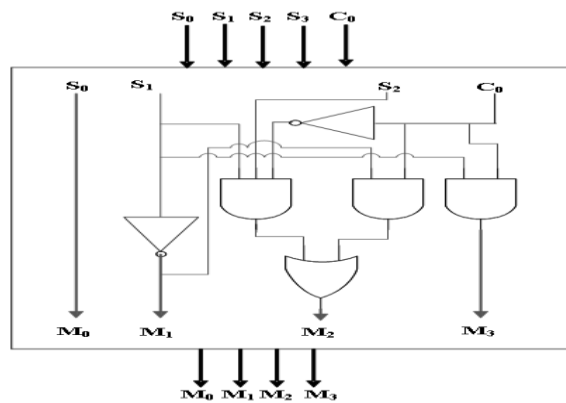 S₀ S₁ S₂ S₃ C₀
S₀ S₁ S₂ C₀
M₀ M₁ M₂ M₃
M₀ M₁ M₂ M₃